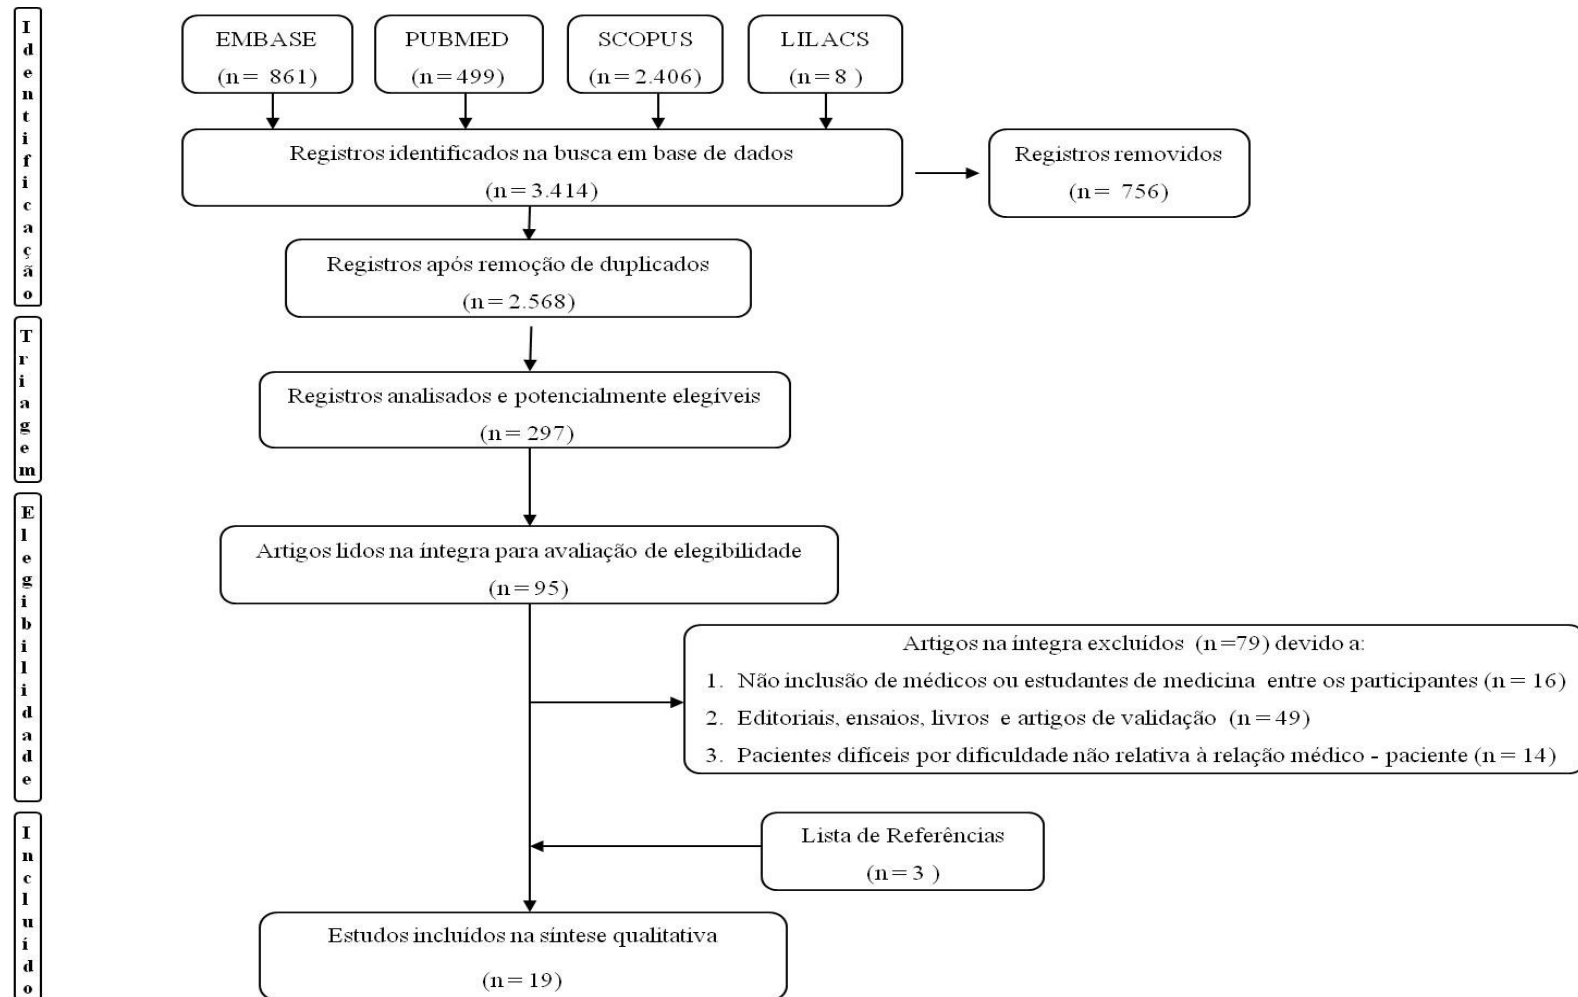 Identificação
EMBASE
(n= 861)
PUBMED
(n=499)
SCOPUS
(n=2.406)
LILACS
(n=8 )
Registros identificados na busca em base de dados
(n=3.414)
Registros removidos
(n= 756)
Registros após remoção de duplicados
(n=2.568)
Triagem
Registros analisados e potencialmente elegíveis
(n=297)
Elegibilidade
Artigos lidos na íntegra para avaliação de elegibilidade
(n=95)
Artigos na íntegra excluídos (n=79) devido a:
1. Não inclusão de médicos ou estudantes de medicina entre os participantes (n = 16)
2. Editoriais, ensaios, livros e artigos de validação (n=49)
3. Pacientes difíceis por dificuldade não relativa à relação médico - paciente (n= 14)
Incluído
Lista de Referências
(n=3 )
Estudos incluídos na síntese qualitativa
(n=19)